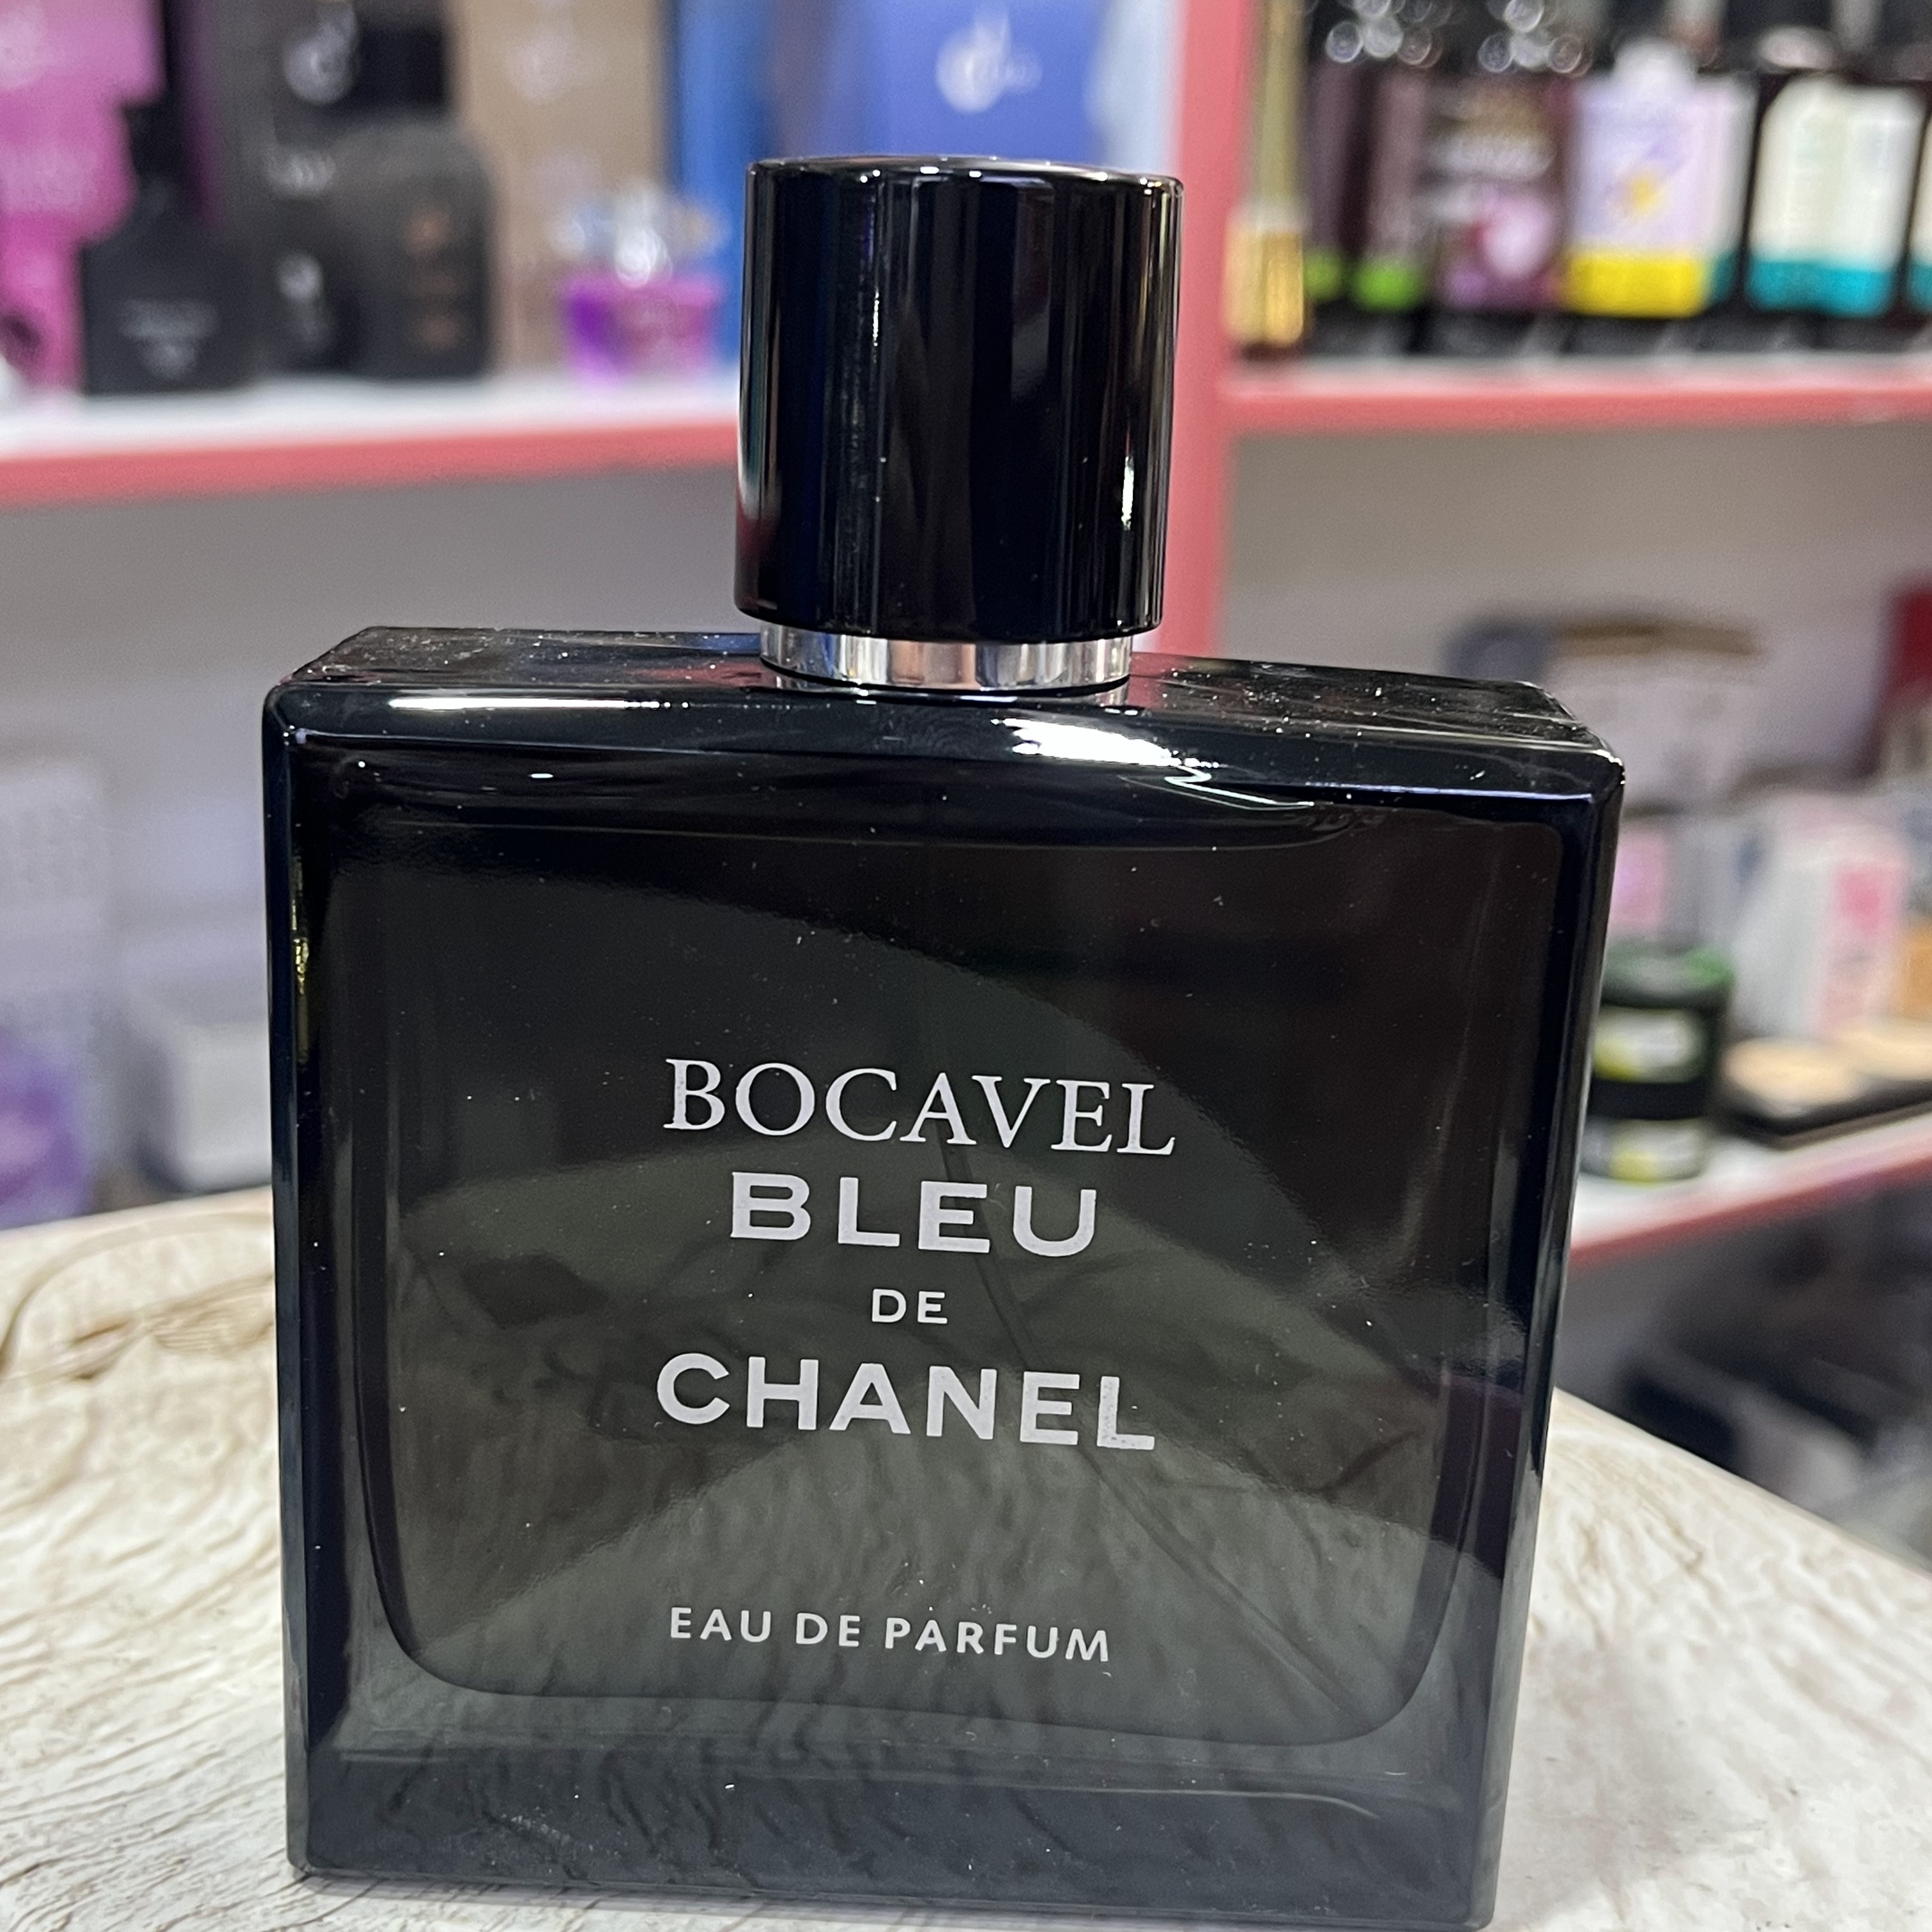 BOCAVEL
BLEU
DE
CHANEL
EAU DE PARFUM